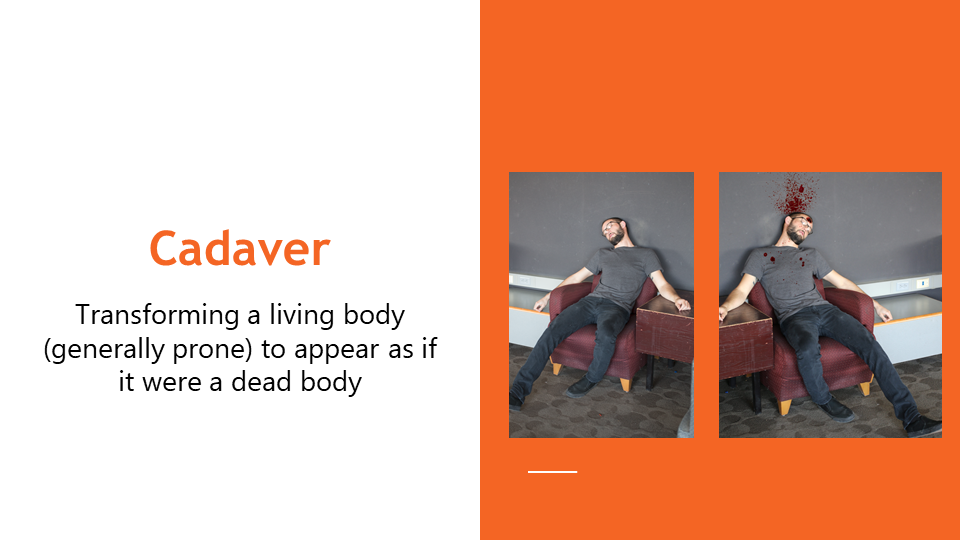 Cadaver
Transforming a living body
(generally prone) to appear as if
it were a dead body